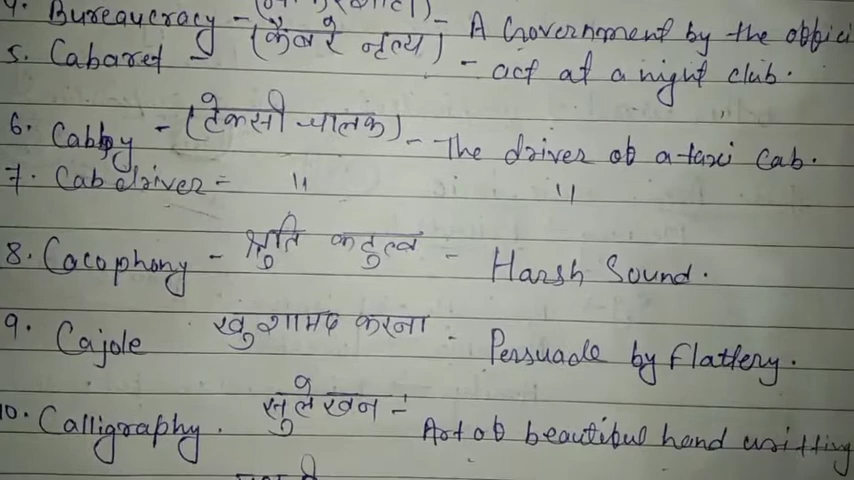 4. Bureaucracy - A Government by the
5. Cabaret - (कैबरे नृत्य) - act at a night club.
6. Cabby - (टेकसी चालक) - The driver of a taxi cab.
7. Cab driver = " "
8. Cacophony - श्रुति कटुत्व - Harsh Sound.
9. Cajole खुशामद करना - Persuade by flattery.
10. Calligraphy. सुलेखन - Art of beautiful hand writting